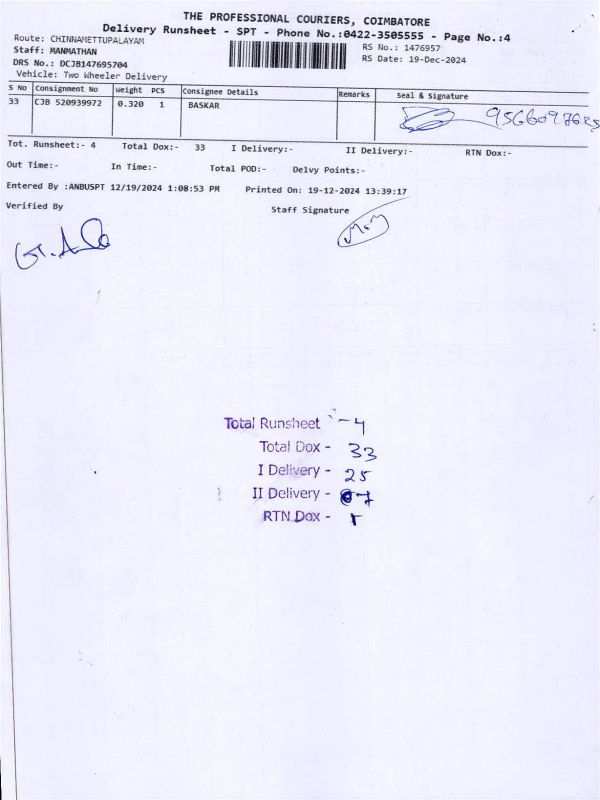 THE PROFESSIONAL COURIERS, COIMBATORE
Delivery Runsheet - SPT - Phone No.:0422-3505555 - Page No.:4
Route: CHINNAMETTUPALAYAM
RS No.: 1476957
Staff: MANMATHAN
RS Date: 19-Dec-2024
DRS No.: DCJB147695704
Vehicle: Two Wheeler Delivery
S No Consignment No Weight PCS Consignee Details Remarks Seal & Signature
33 CJB 520939972 0.320 1 BASKAR
Tot. Runsheet:- 4 Total Dox:- 33 I Delivery:- II Delivery:- RTN Dox:-
Out Time:- In Time:- Total POD:- Delvy Points:-
Entered By :ANBUSPT 12/19/2024 1:08:53 PM Printed On: 19-12-2024 13:39:17
Verified By Staff Signature
Total Runsheet - 4
Total Dox - 33
I Delivery - 25
II Delivery - 07
RTN Dox - 1